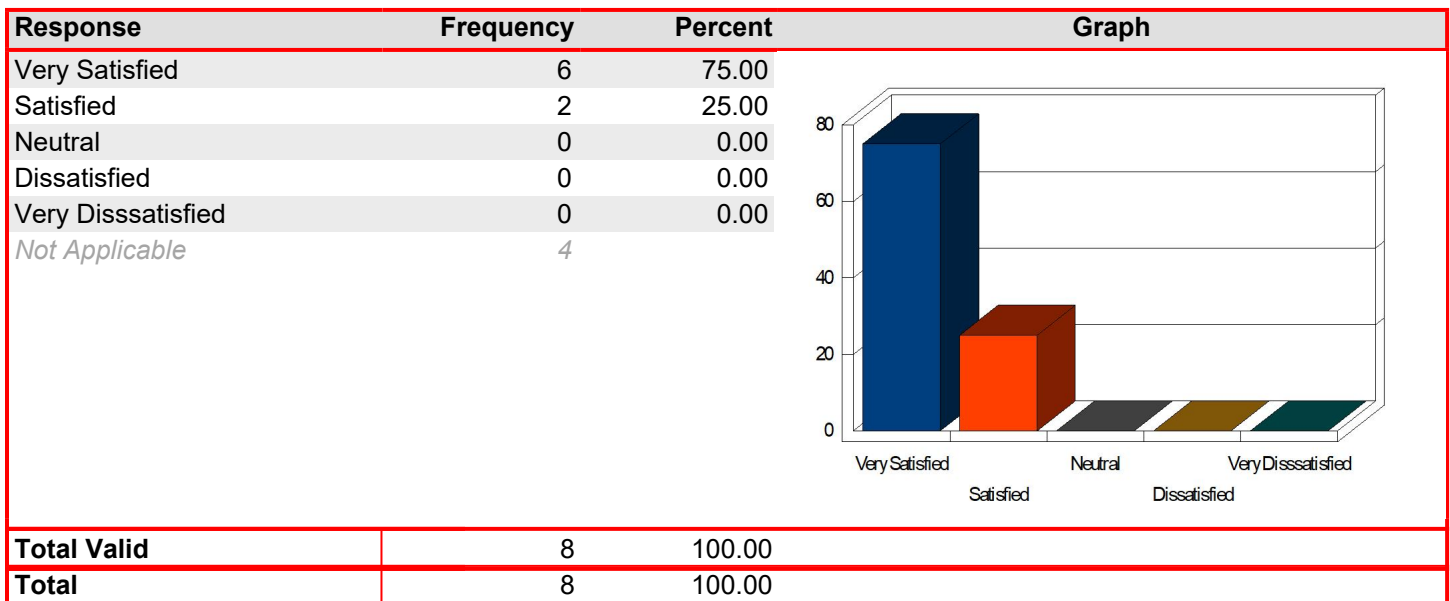 Response Frequency Percent Graph
Very Satisfied 6 75.00
Satisfied 2 25.00
Neutral 0 0.00
Dissatisfied 0 0.00
Very Disssatisfied 0 0.00
Not Applicable 4
80
60
40
20
0
Very Satisfied Neutral Very Disssatisfied
Satisfied Dissatisfied
Total Valid 8 100.00
Total 8 100.00